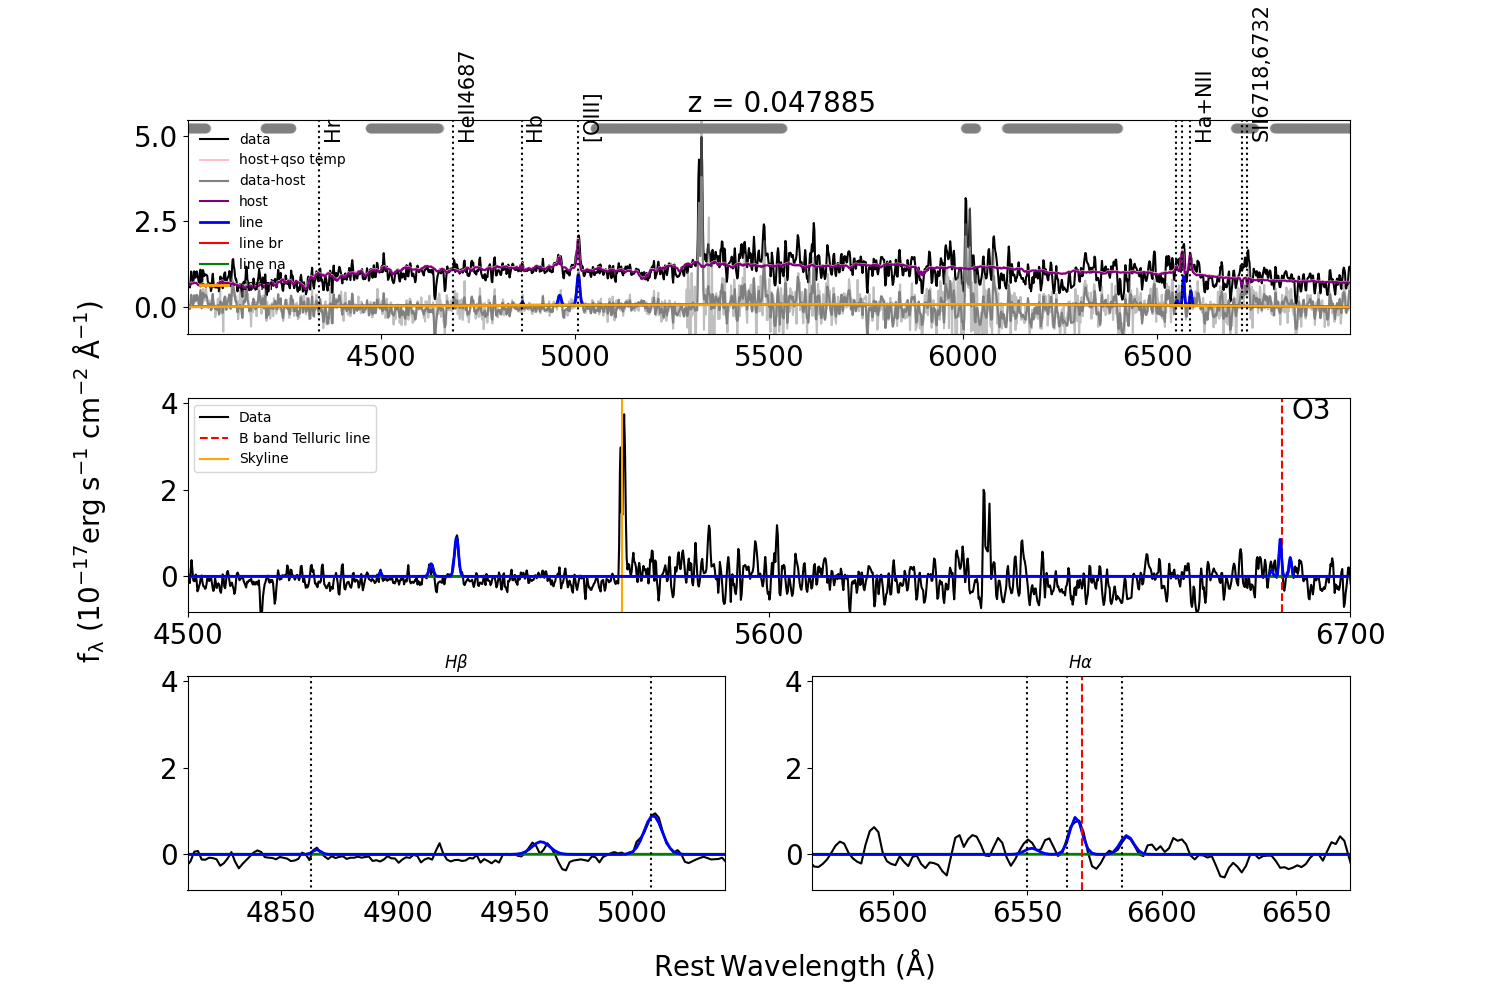 z = 0.047885
Hr
HeII4687
Hb
[OIII]
Ha+NII
SII6718,6732
5.0
2.5
0.0
data
host+qso temp
data-host
host
line
line br
line na
4500 5000 5500 6000 6500
4
2
0
Data
B band Telluric line
Skyline
O3
4500 5600 6700
fλ (10−17erg s−1 cm−2 Å−1)
Hβ
4
2
0
4850 4900 4950 5000
Hα
4
2
0
6500 6550 6600 6650
Rest Wavelength (Å)